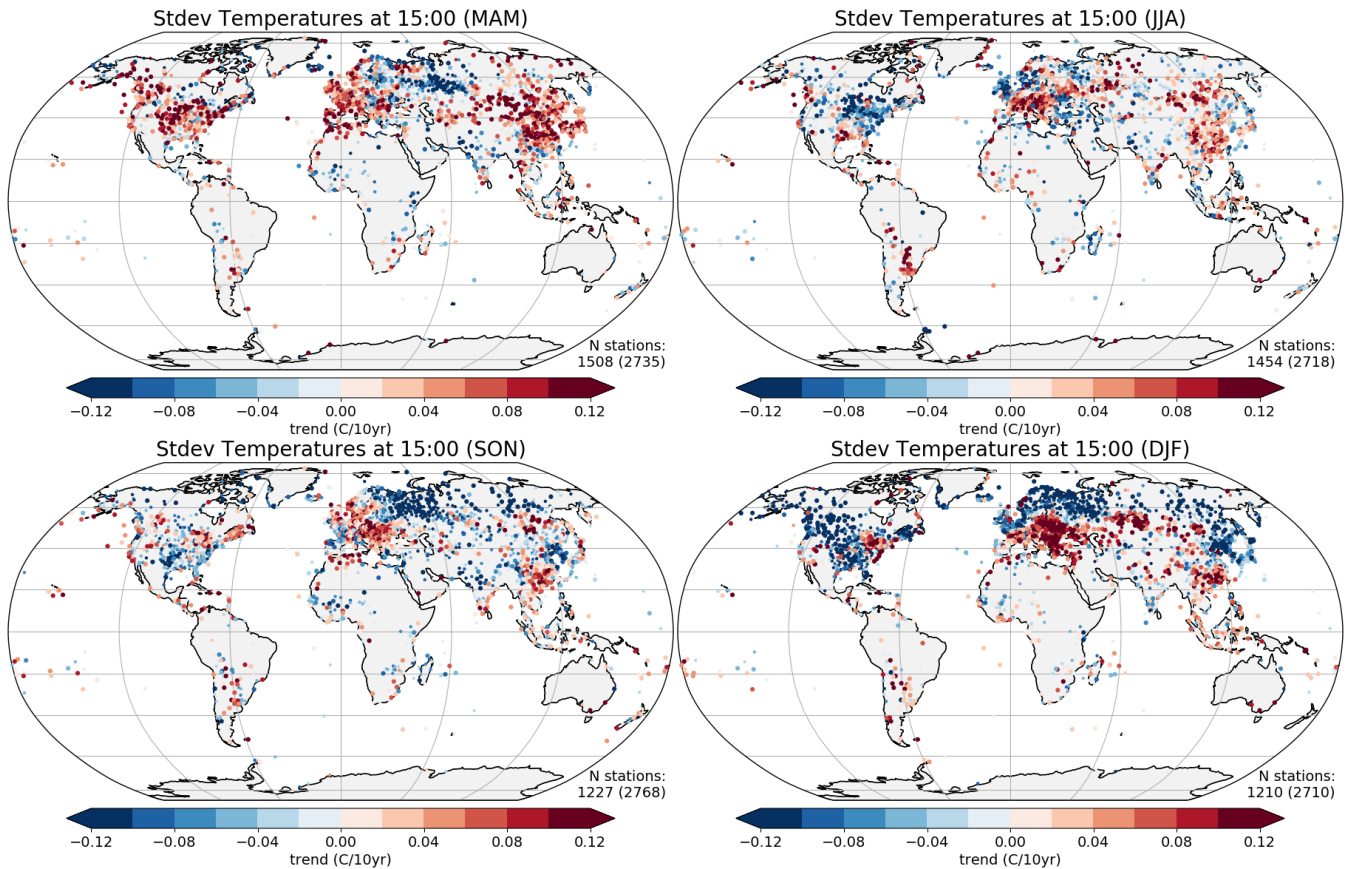 Stdev Temperatures at 15:00 (MAM)
N stations:
1508 (2735)
−0.12 −0.08 −0.04 0.00 0.04 0.08 0.12
trend (C/10yr)
Stdev Temperatures at 15:00 (JJA)
N stations:
1454 (2718)
−0.12 −0.08 −0.04 0.00 0.04 0.08 0.12
trend (C/10yr)
Stdev Temperatures at 15:00 (SON)
N stations:
1227 (2768)
−0.12 −0.08 −0.04 0.00 0.04 0.08 0.12
trend (C/10yr)
Stdev Temperatures at 15:00 (DJF)
N stations:
1210 (2710)
−0.12 −0.08 −0.04 0.00 0.04 0.08 0.12
trend (C/10yr)